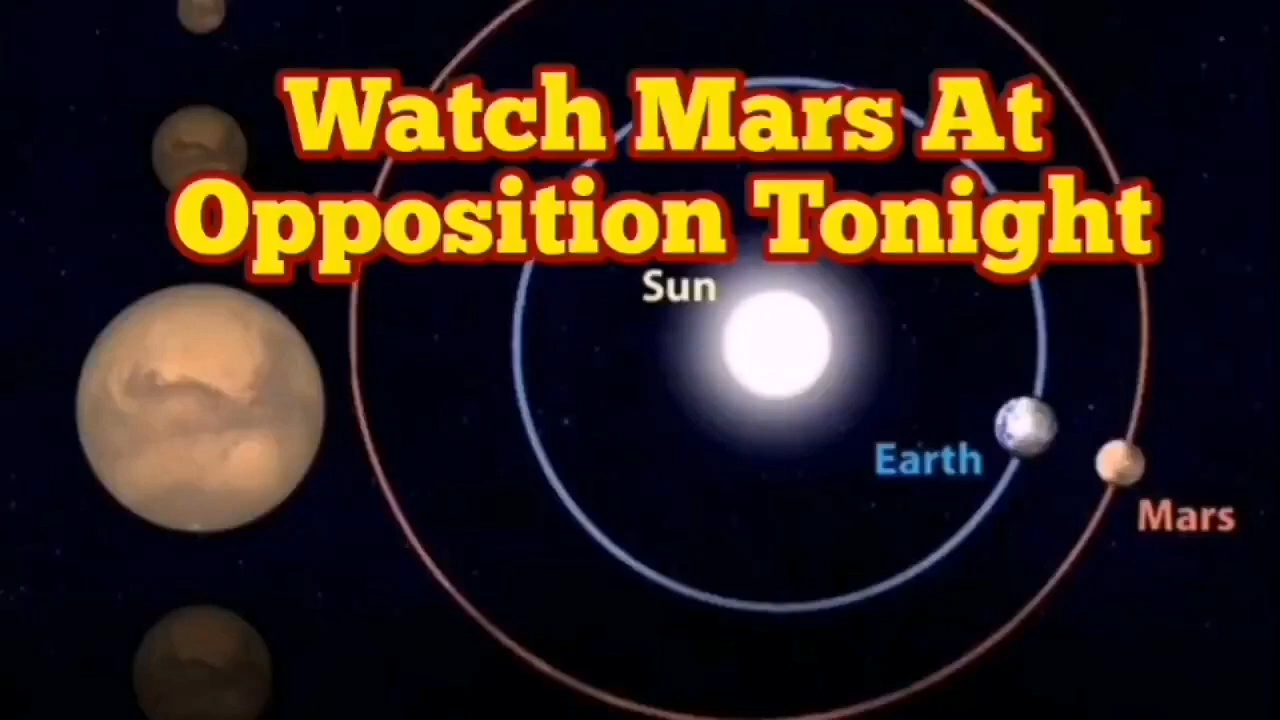 Watch Mars At
Opposition Tonight
Sun
Earth
Mars